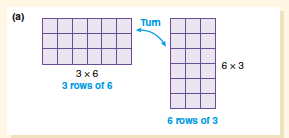 (a)
Turn
3 × 6
3 rows of 6
6 × 3
6 rows of 3